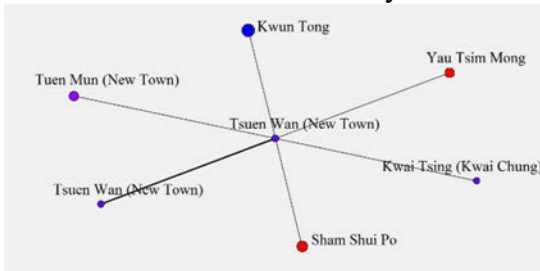 Kwun Tong
Yau Tsim Mong
Tuen Mun (New Town)
Tsuen Wan (New Town)
Kwai Tsing (Kwai Chung)
Tsuen Wan (New Town)
Sham Shui Po